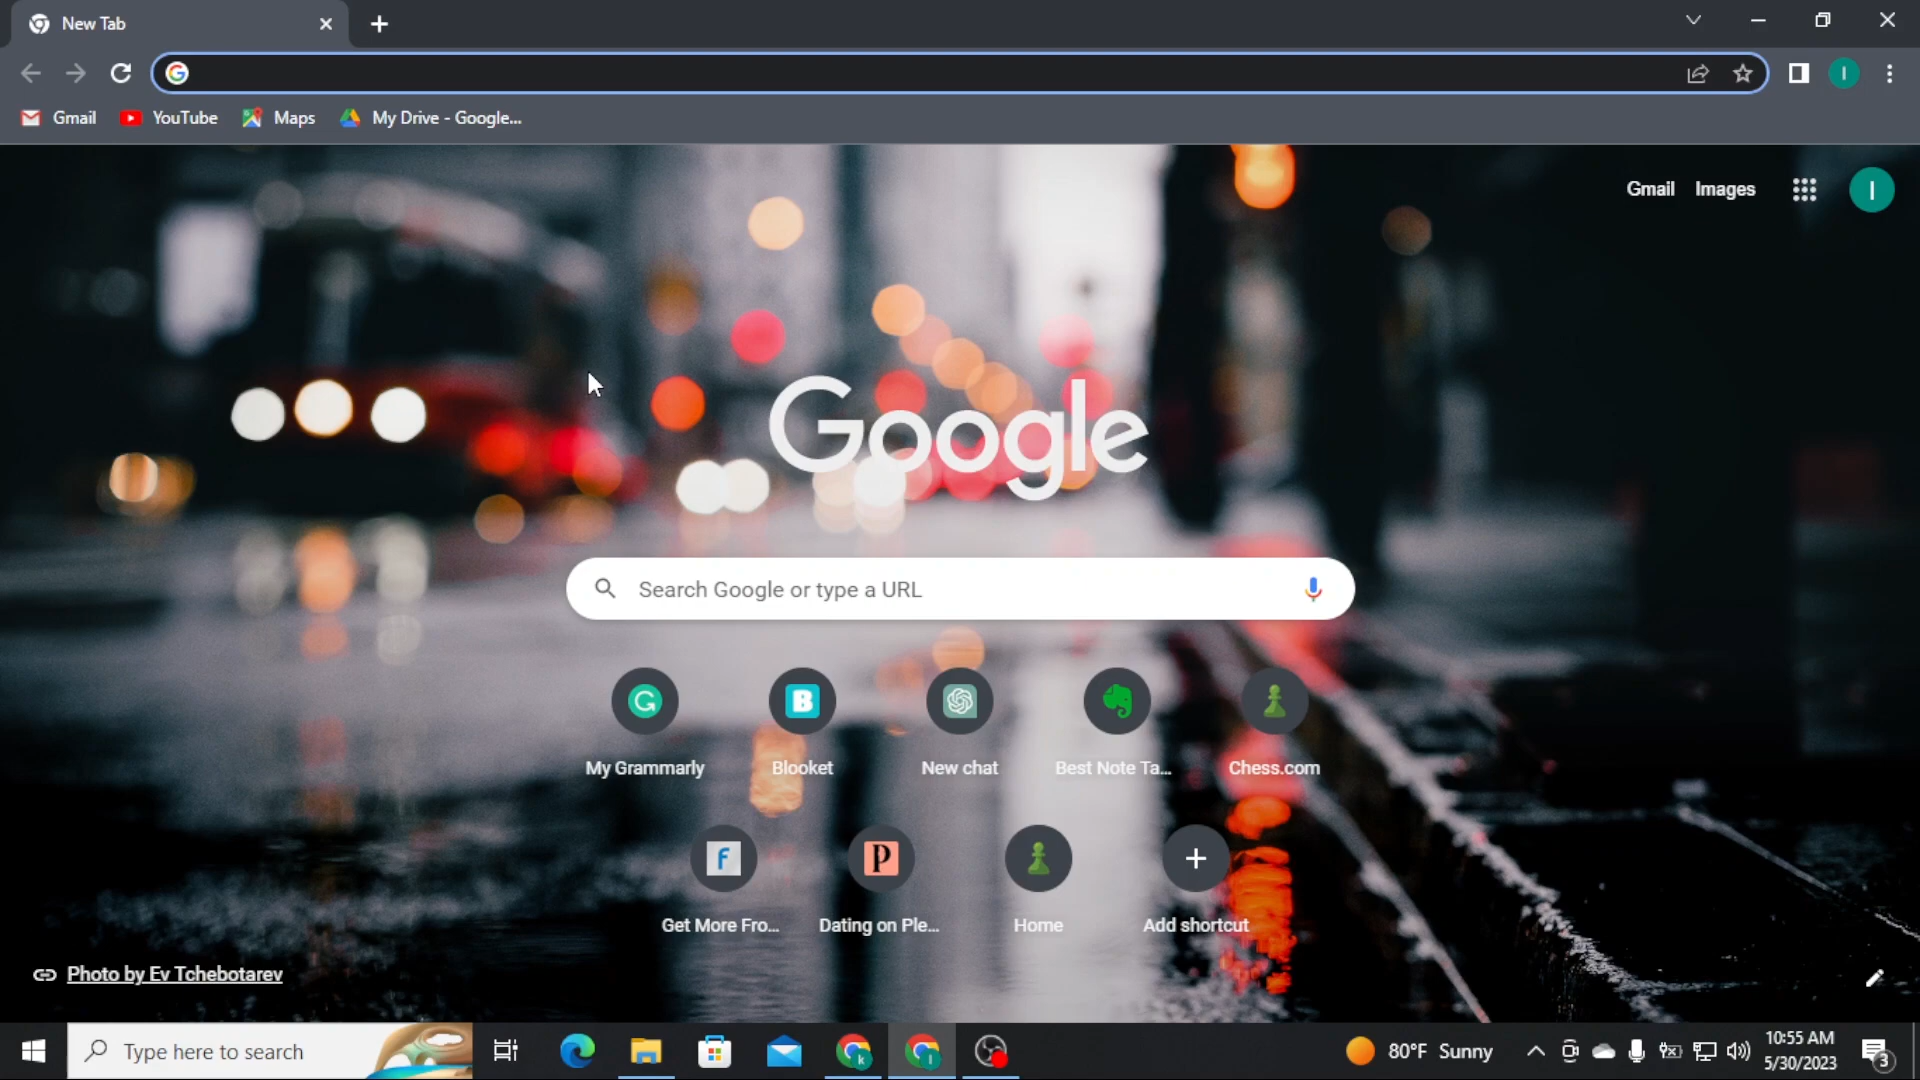 New Tab
Gmail YouTube Maps My Drive - Google...
Gmail Images I
Google
Search Google or type a URL
My Grammarly Blooket New chat Best Note Ta... Chess.com
Get More Fro... Dating on Ple... Home Add shortcut
Photo by Ev Tchebotarev
Type here to search
80°F Sunny
10:55 AM
5/30/2023
3